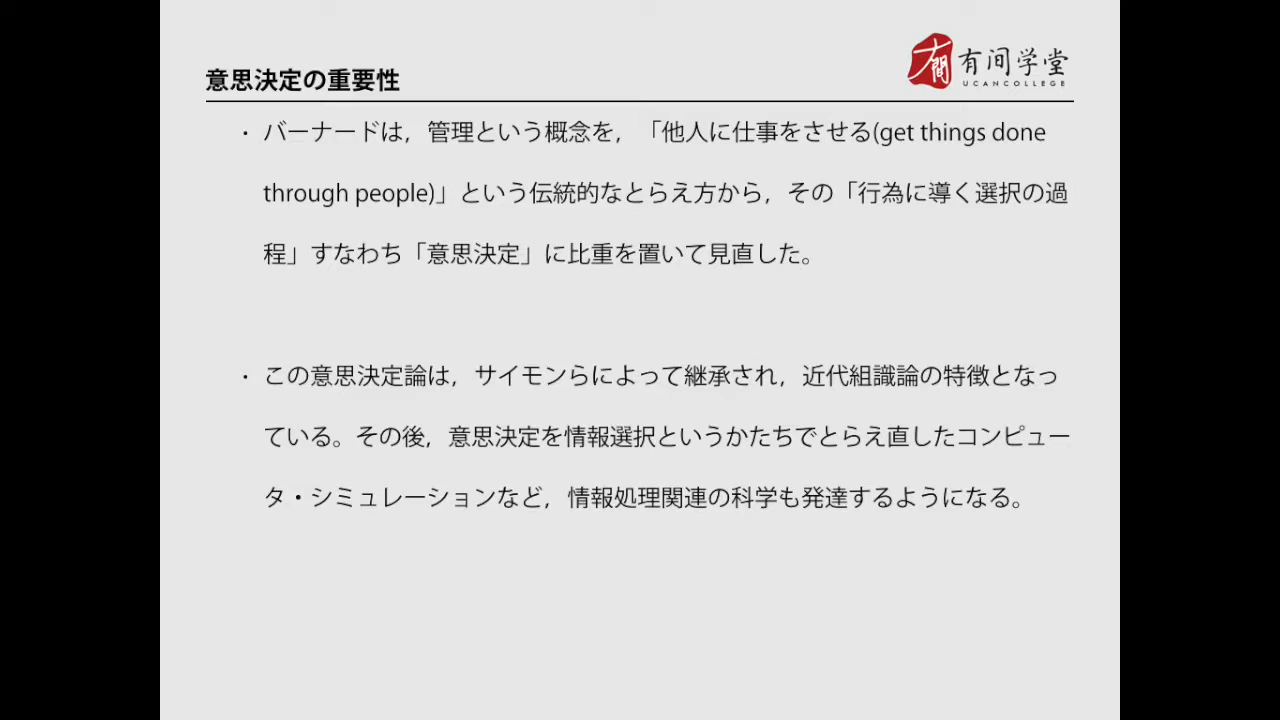 意思決定の重要性
有間
有间学堂
UCANCOLLEGE
・バーナードは，管理という概念を，「他人に仕事をさせる(get things done
through people)」という伝統的なとらえ方から，その「行為に導く選択の過
程」すなわち「意思決定」に比重を置いて見直した。
・この意思決定論は，サイモンらによって継承され，近代組識論の特徴となっ
ている。その後，意思決定を情報選択というかたちでとらえ直したコンピュー
タ・シミュレーションなど，情報処理関連の科学も発達するようになる。